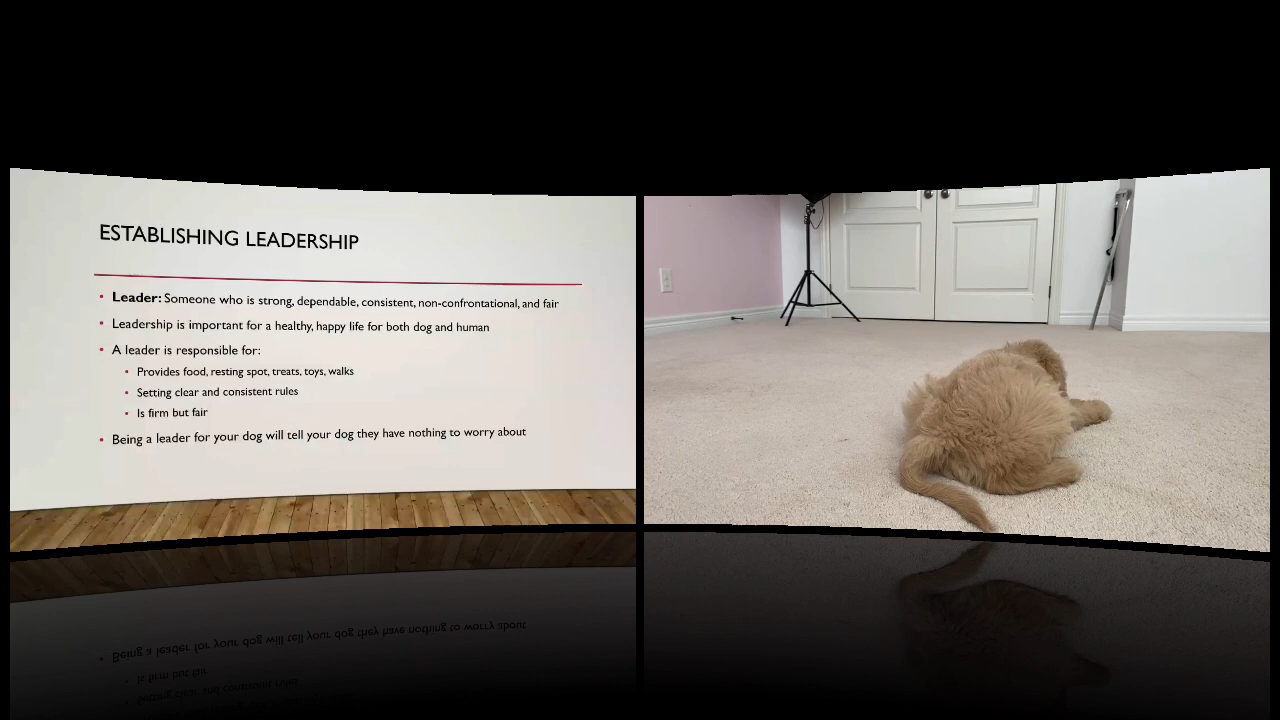 ESTABLISHING LEADERSHIP
• Leader: Someone who is strong, dependable, consistent, non-confrontational, and fair
• Leadership is important for a healthy, happy life for both dog and human
• A leader is responsible for:
• Provides food, resting spot, treats, toys, walks
• Setting clear and consistent rules
• Is firm but fair
• Being a leader for your dog will tell your dog they have nothing to worry about